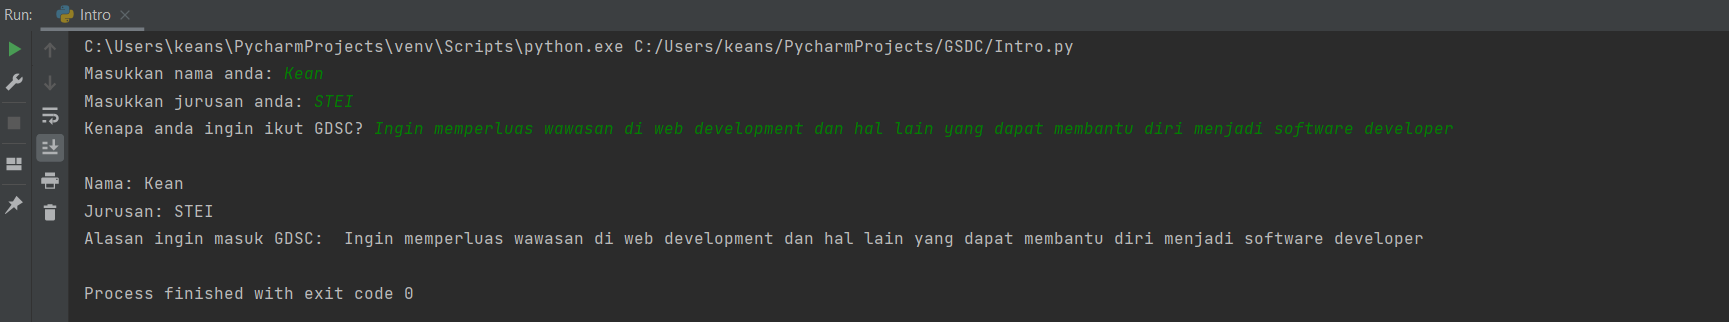 Run: Intro
C:\Users\keans\PycharmProjects\venv\Scripts\python.exe C:/Users/keans/PycharmProjects/GSDC/Intro.py
Masukkan nama anda: Kean
Masukkan jurusan anda: STEI
Kenapa anda ingin ikut GDSC? Ingin memperluas wawasan di web development dan hal lain yang dapat membantu diri menjadi software developer
Nama: Kean
Jurusan: STEI
Alasan ingin masuk GDSC:  Ingin memperluas wawasan di web development dan hal lain yang dapat membantu diri menjadi software developer
Process finished with exit code 0